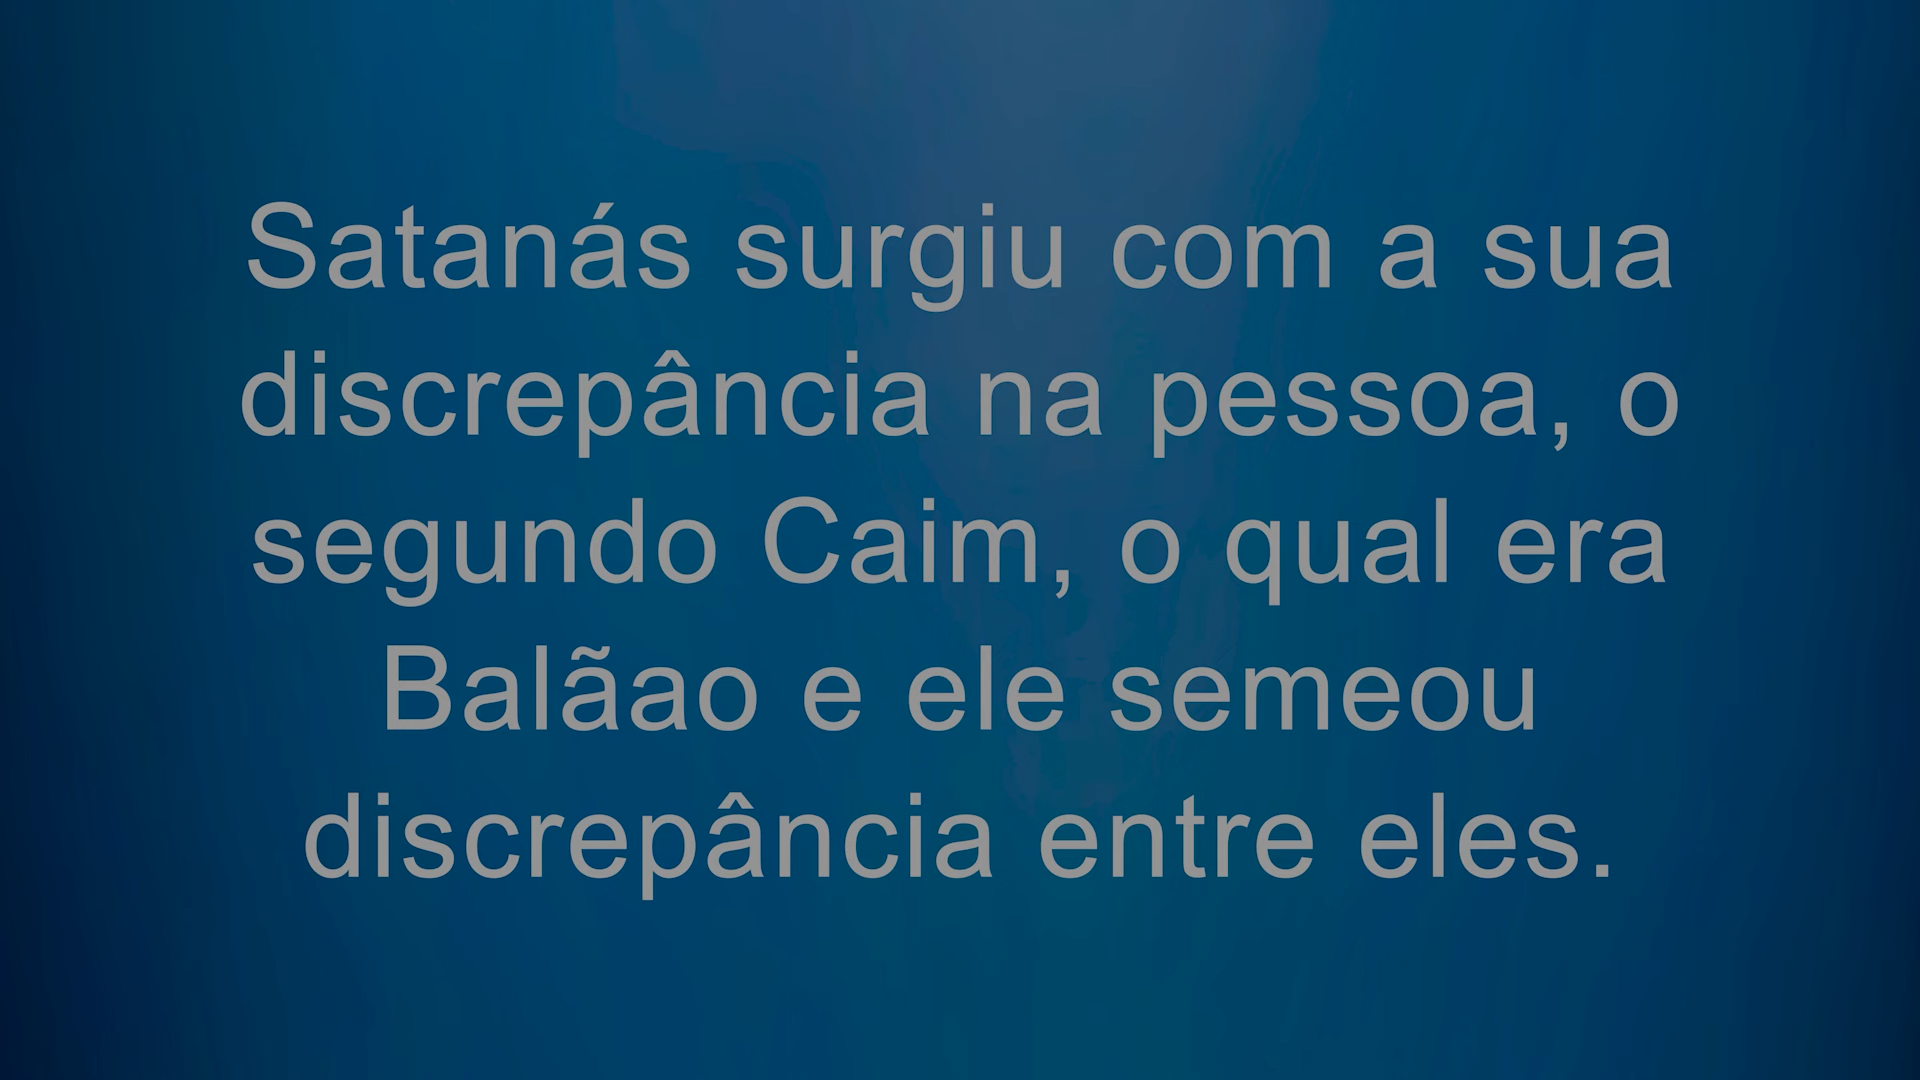 Satanás surgiu com a sua
discrepância na pessoa, o
segundo Caim, o qual era
Balãao e ele semeou
discrepância entre eles.